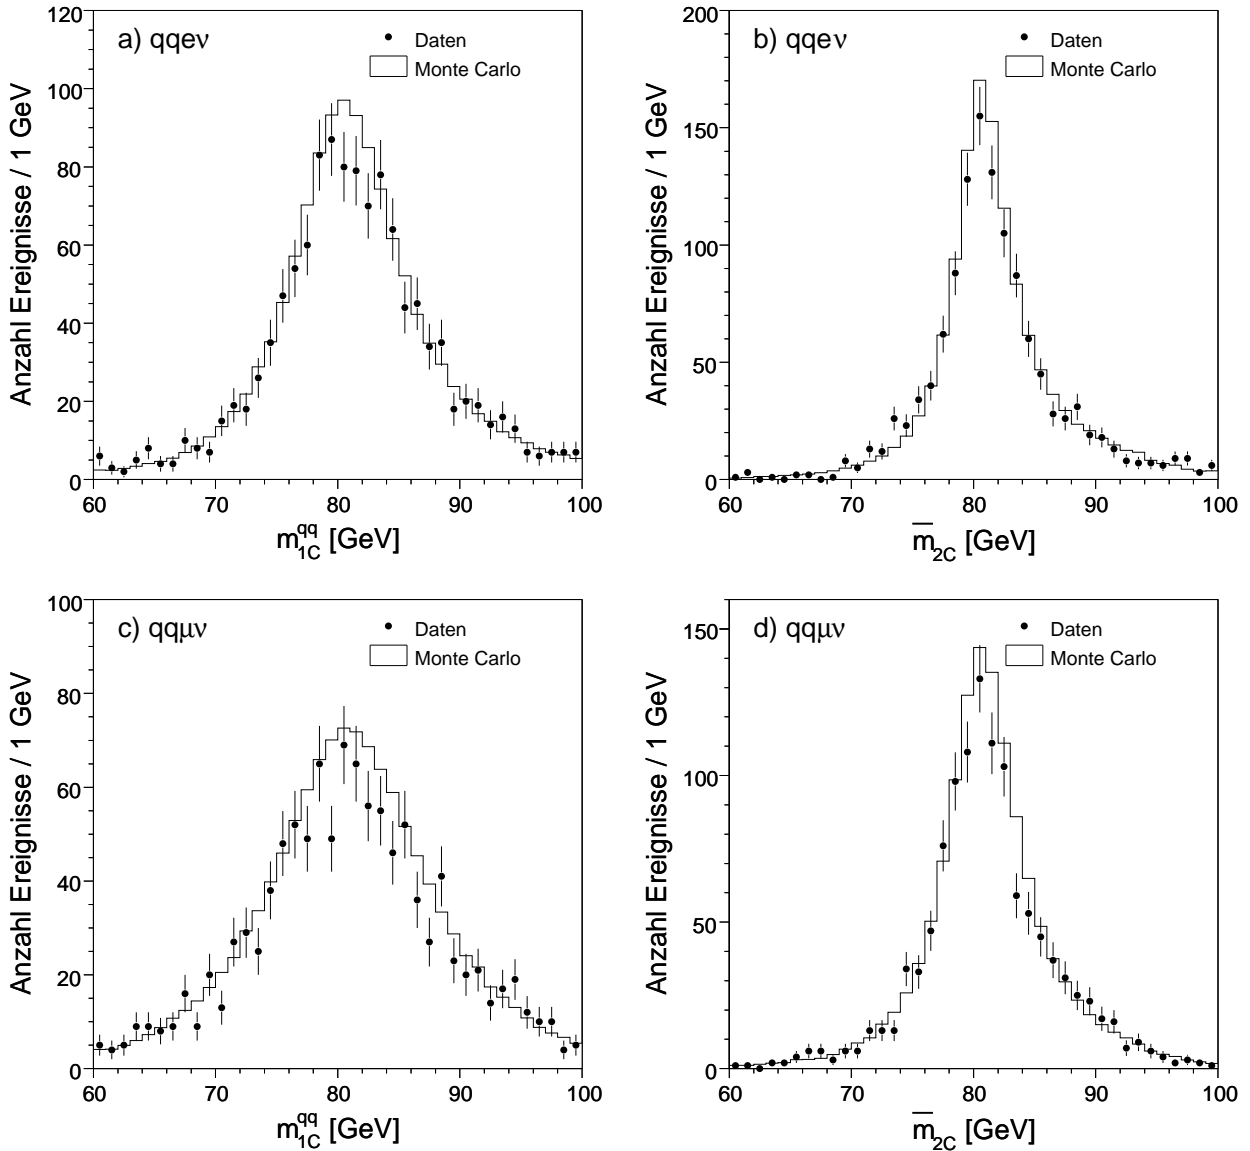 a) qqeν
Daten
Monte Carlo
Anzahl Ereignisse / 1 GeV
120
100
80
60
40
20
0
60 70 80 90 100
m_{1C}^{qq} [GeV]
b) qqeν
Daten
Monte Carlo
Anzahl Ereignisse / 1 GeV
200
150
100
50
0
60 70 80 90 100
m̅_{2C} [GeV]
c) qqμν
Daten
Monte Carlo
Anzahl Ereignisse / 1 GeV
100
80
60
40
20
0
60 70 80 90 100
m_{1C}^{qq} [GeV]
d) qqμν
Daten
Monte Carlo
Anzahl Ereignisse / 1 GeV
150
100
50
0
60 70 80 90 100
m̅_{2C} [GeV]